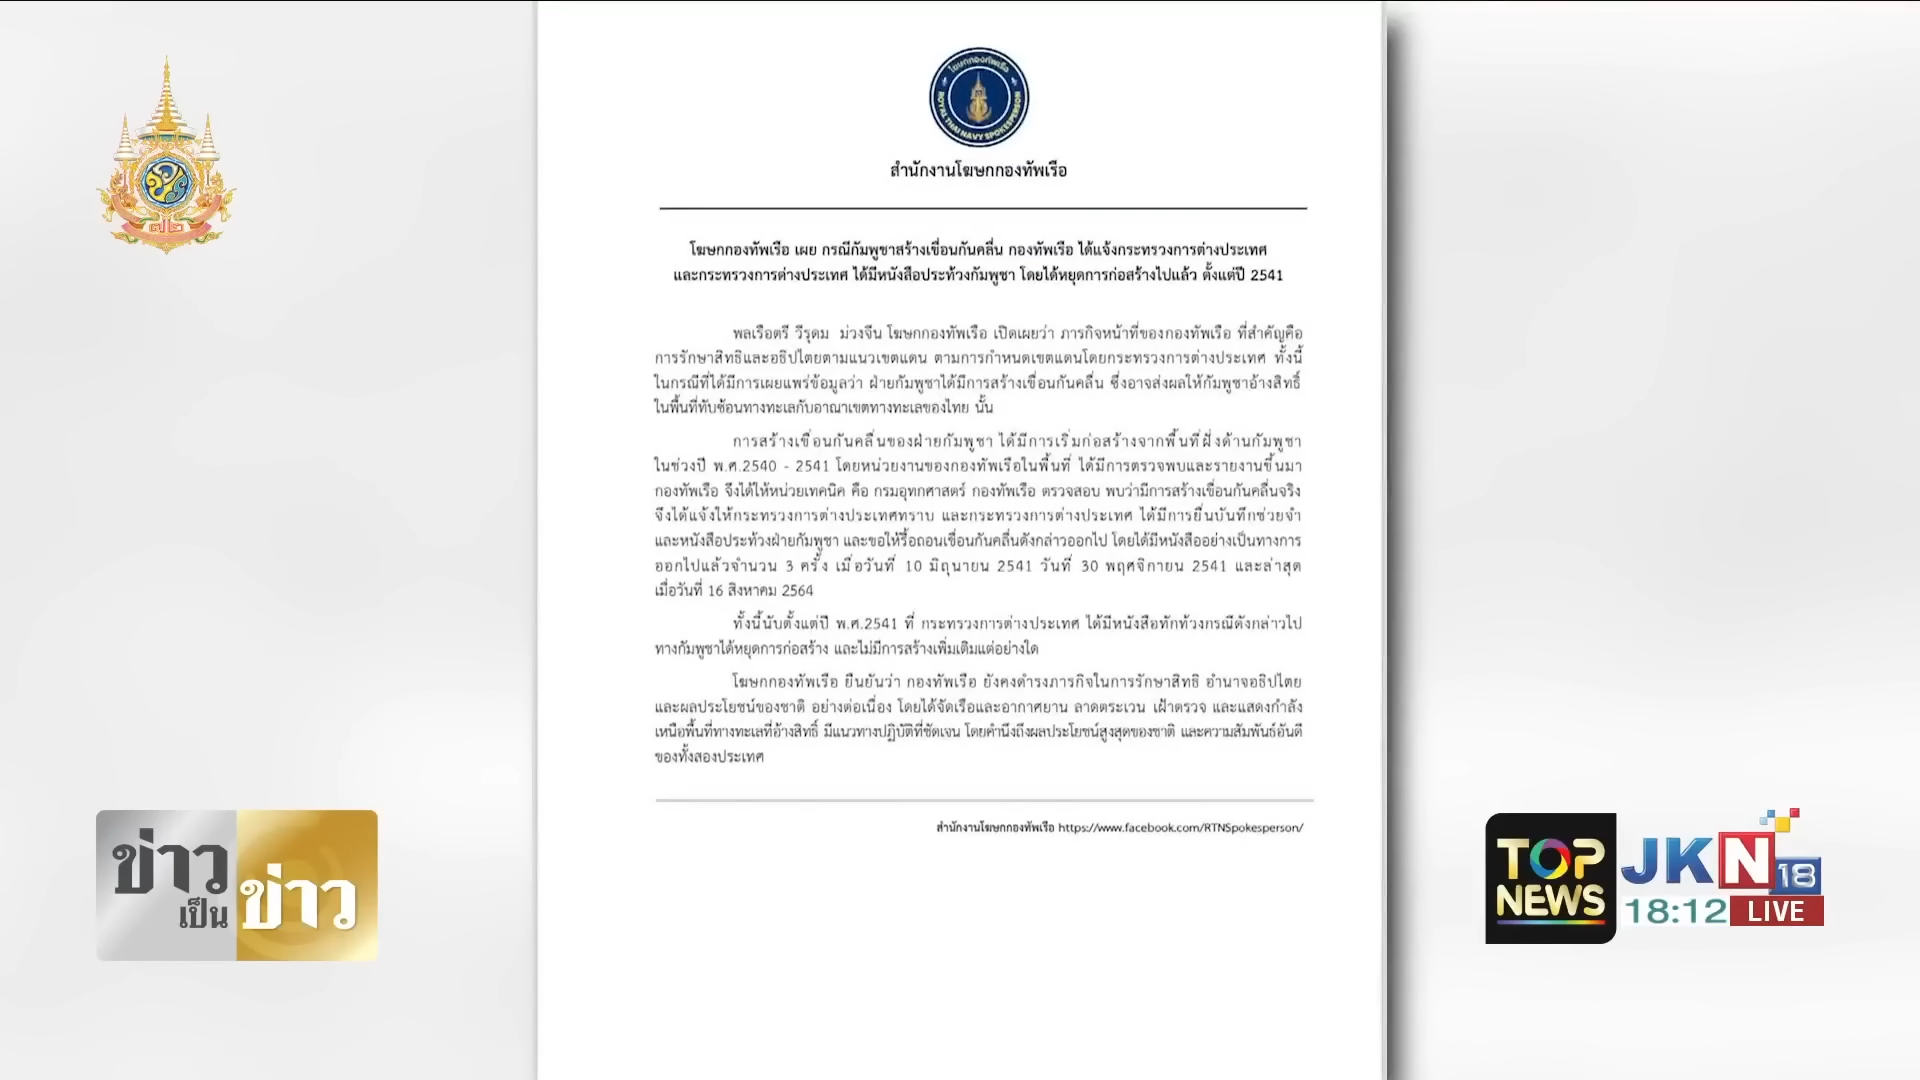 โฆษกกองทัพเรือ
ROYAL THAI NAVY SPOKESPERSON
สำนักงานโฆษกกองทัพเรือ
โฆษกกองทัพเรือ เผย กรณีกัมพูชาสร้างเขื่อนกันคลื่น กองทัพเรือ ได้แจ้งกระทรวงการต่างประเทศ
และกระทรวงการต่างประเทศ ได้มีหนังสือประท้วงกัมพูชา โดยได้หยุดการก่อสร้างไปแล้ว ตั้งแต่ปี 2541
พลเรือตรี วีรุดม ม่วงจีน โฆษกกองทัพเรือ เปิดเผยว่า ภารกิจหน้าที่ของกองทัพเรือ ที่สำคัญคือ
การรักษาสิทธิและอธิปไตยตามแนวเขตแดน ตามการกำหนดเขตแดนโดยกระทรวงการต่างประเทศ ทั้งนี้
ในกรณีที่ได้มีการเผยแพร่ข้อมูลว่า ฝ่ายกัมพูชาได้มีการสร้างเขื่อนกันคลื่น ซึ่งอาจส่งผลให้กัมพูชาอ้างสิทธิ์
ในพื้นที่ทับซ้อนทางทะเลกับอาณาเขตทางทะเลของไทย นั้น
การสร้างเขื่อนกันคลื่นของฝ่ายกัมพูชา ได้มีการเริ่มก่อสร้างจากพื้นที่ฝั่งด้านกัมพูชา
ในช่วงปี พ.ศ.2540 - 2541 โดยหน่วยงานของกองทัพเรือในพื้นที่ ได้มีการตรวจพบและรายงานขึ้นมา
กองทัพเรือ จึงได้ให้หน่วยเทคนิค คือ กรมอุทกศาสตร์ กองทัพเรือ ตรวจสอบ พบว่ามีการสร้างเขื่อนกันคลื่นจริง
จึงได้แจ้งให้กระทรวงการต่างประเทศทราบ และกระทรวงการต่างประเทศ ได้มีการยื่นบันทึกช่วยจำ
และหนังสือประท้วงฝ่ายกัมพูชา และขอให้รื้อถอนเขื่อนกันคลื่นดังกล่าวออกไป โดยได้มีหนังสืออย่างเป็นทางการ
ออกไปแล้วจำนวน 3 ครั้ง เมื่อวันที่ 10 มิถุนายน 2541 วันที่ 30 พฤศจิกายน 2541 และล่าสุด
เมื่อวันที่ 16 สิงหาคม 2564
ทั้งนี้นับตั้งแต่ปี พ.ศ.2541 ที่ กระทรวงการต่างประเทศ ได้มีหนังสือทักท้วงกรณีดังกล่าวไป
ทางกัมพูชาได้หยุดการก่อสร้าง และไม่มีการสร้างเพิ่มเติมแต่อย่างใด
โฆษกกองทัพเรือ ยืนยันว่า กองทัพเรือ ยังคงดำรงภารกิจในการรักษาสิทธิ อำนาจอธิปไตย
และผลประโยชน์ของชาติ อย่างต่อเนื่อง โดยได้จัดเรือและอากาศยาน ลาดตระเวน เฝ้าตรวจ และแสดงกำลัง
เหนือพื้นที่ทางทะเลที่อ้างสิทธิ์ มีแนวทางปฏิบัติที่ชัดเจน โดยคำนึงถึงผลประโยชน์สูงสุดของชาติ และความสัมพันธ์อันดี
ของทั้งสองประเทศ
สำนักงานโฆษกกองทัพเรือ https://www.facebook.com/RTNSpokesperson/
ข่าว
เป็น
ข่าว
TOP
NEWS
JKN 18
18:12 LIVE
๗๒